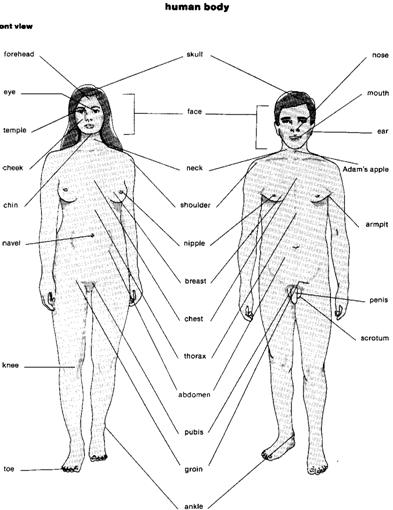 human body
ont view
forehead
skull
nose
eye
mouth
face
temple
ear
cheek
neck
Adam's apple
chin
shoulder
armpit
navel
nipple
breast
penis
chest
scrotum
thorax
knee
abdomen
pubis
groin
toe
ankle